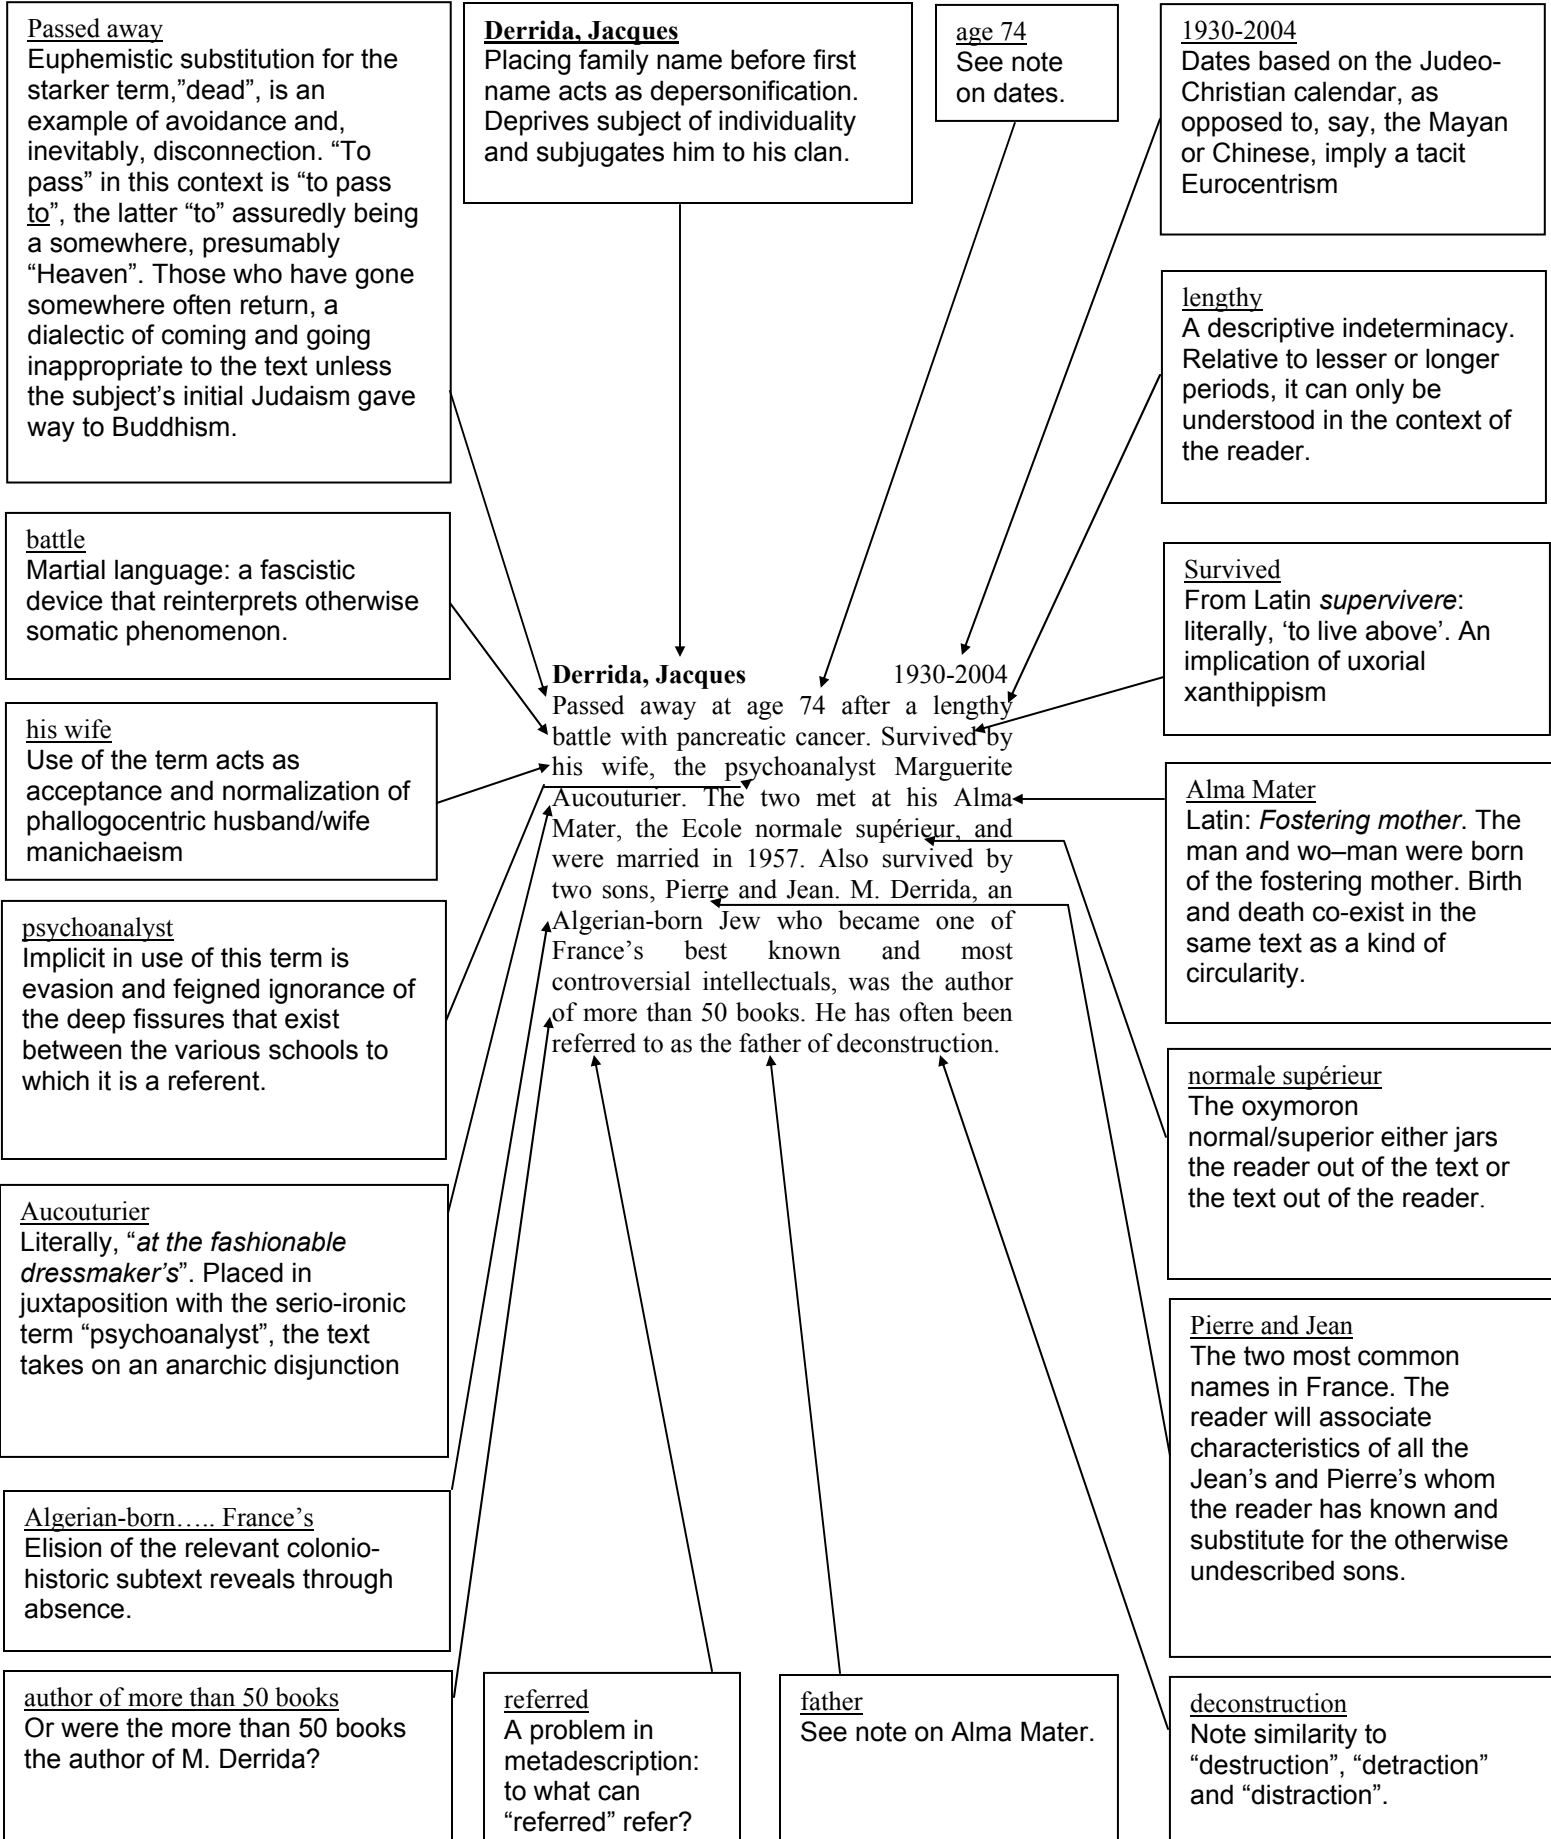 Passed away
Euphemistic substitution for the
starker term,”dead”, is an
example of avoidance and,
inevitably, disconnection. “To
pass” in this context is “to pass
to”, the latter “to” assuredly being
a somewhere, presumably
“Heaven”. Those who have gone
somewhere often return, a
dialectic of coming and going
inappropriate to the text unless
the subject’s initial Judaism gave
way to Buddhism.
Derrida, Jacques
Placing family name before first
name acts as depersonification.
Deprives subject of individuality
and subjugates him to his clan.
age 74
See note
on dates.
1930-2004
Dates based on the Judeo-
Christian calendar, as
opposed to, say, the Mayan
or Chinese, imply a tacit
Eurocentrism
lengthy
A descriptive indeterminacy.
Relative to lesser or longer
periods, it can only be
understood in the context of
the reader.
battle
Martial language: a fascistic
device that reinterprets otherwise
somatic phenomenon.
Survived
From Latin supervivere:
literally, ‘to live above’. An
implication of uxorial
xanthippism
his wife
Use of the term acts as
acceptance and normalization of
phallogocentric husband/wife
manichaeism
Derrida, Jacques 1930-2004
Passed away at age 74 after a lengthy
battle with pancreatic cancer. Survived by
his wife, the psychoanalyst Marguerite
Aucouturier. The two met at his Alma
Mater, the Ecole normale supérieur, and
were married in 1957. Also survived by
two sons, Pierre and Jean. M. Derrida, an
Algerian-born Jew who became one of
France’s best known and most
controversial intellectuals, was the author
of more than 50 books. He has often been
referred to as the father of deconstruction.
Alma Mater
Latin: Fostering mother. The
man and wo–man were born
of the fostering mother. Birth
and death co-exist in the
same text as a kind of
circularity.
psychoanalyst
Implicit in use of this term is
evasion and feigned ignorance of
the deep fissures that exist
between the various schools to
which it is a referent.
normale supérieur
The oxymoron
normal/superior either jars
the reader out of the text or
the text out of the reader.
Aucouturier
Literally, “at the fashionable
dressmaker’s”. Placed in
juxtaposition with the serio-ironic
term “psychoanalyst”, the text
takes on an anarchic disjunction
Pierre and Jean
The two most common
names in France. The
reader will associate
characteristics of all the
Jean’s and Pierre’s whom
the reader has known and
substitute for the otherwise
undescribed sons.
Algerian-born….. France’s
Elision of the relevant colonio-
historic subtext reveals through
absence.
author of more than 50 books
Or were the more than 50 books
the author of M. Derrida?
referred
A problem in
metadescription:
to what can
“referred” refer?
father
See note on Alma Mater.
deconstruction
Note similarity to
“destruction”, “detraction”
and “distraction”.